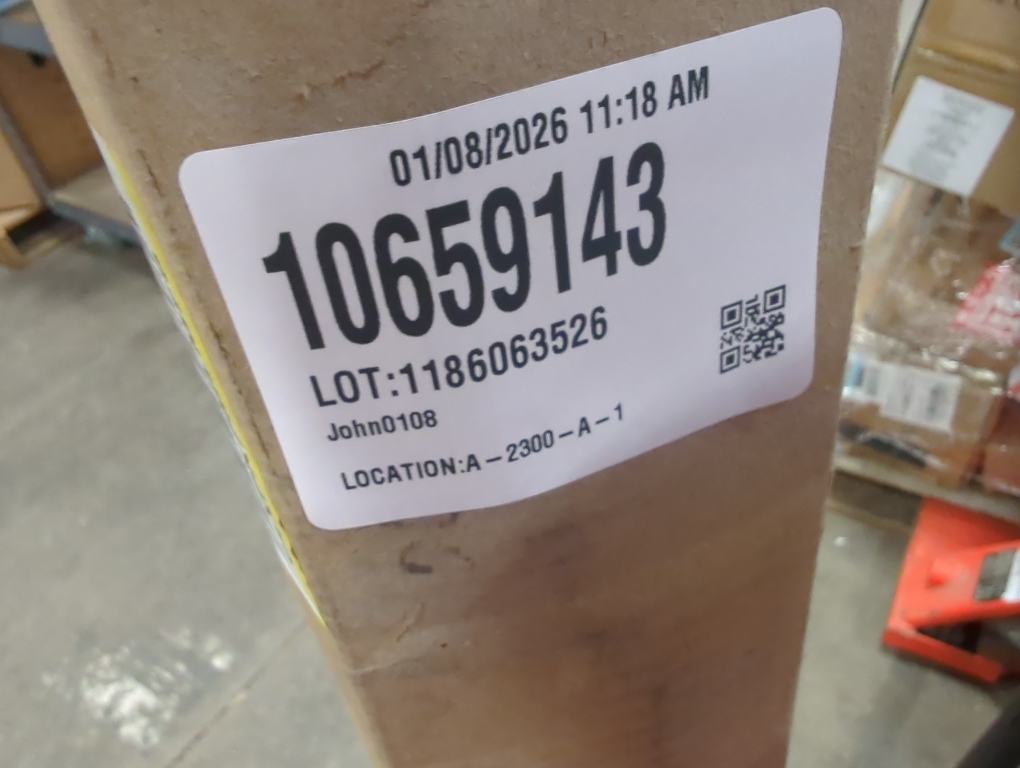 01/08/2026 11:18 AM
10659143
LOT:1186063526
John0108
LOCATION:A-2300-A-1